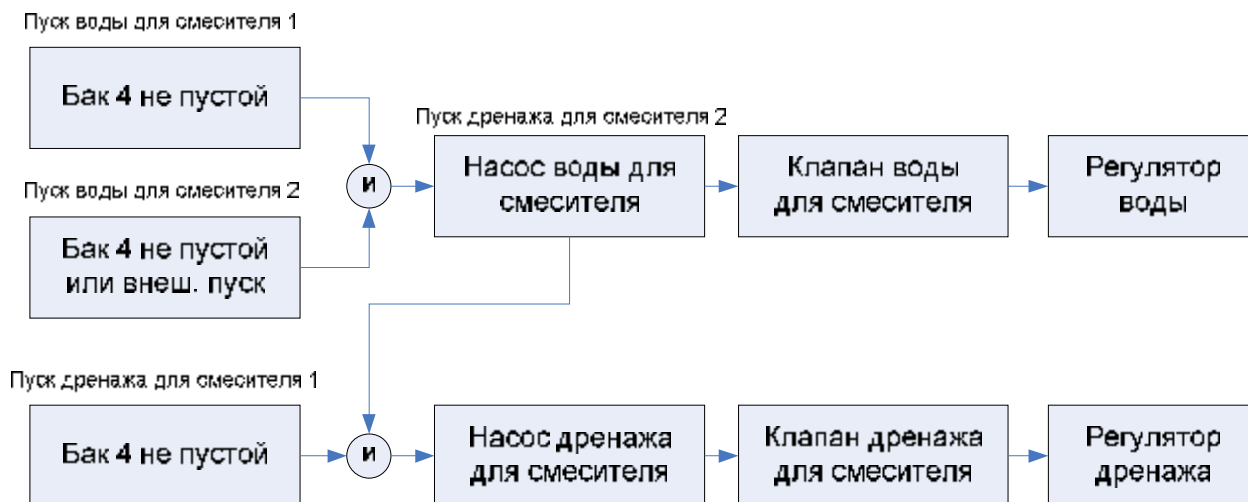 Пуск воды для смесителя 1
Бак 4 не пустой
Пуск дренажа для смесителя 2
Насос воды для
смесителя
Клапан воды
для смесителя
Регулятор
воды
и
Пуск воды для смесителя 2
Бак 4 не пустой
или внеш. пуск
Пуск дренажа для смесителя 1
Бак 4 не пустой
и
Насос дренажа
для смесителя
Клапан дренажа
для смесителя
Регулятор
дренажа